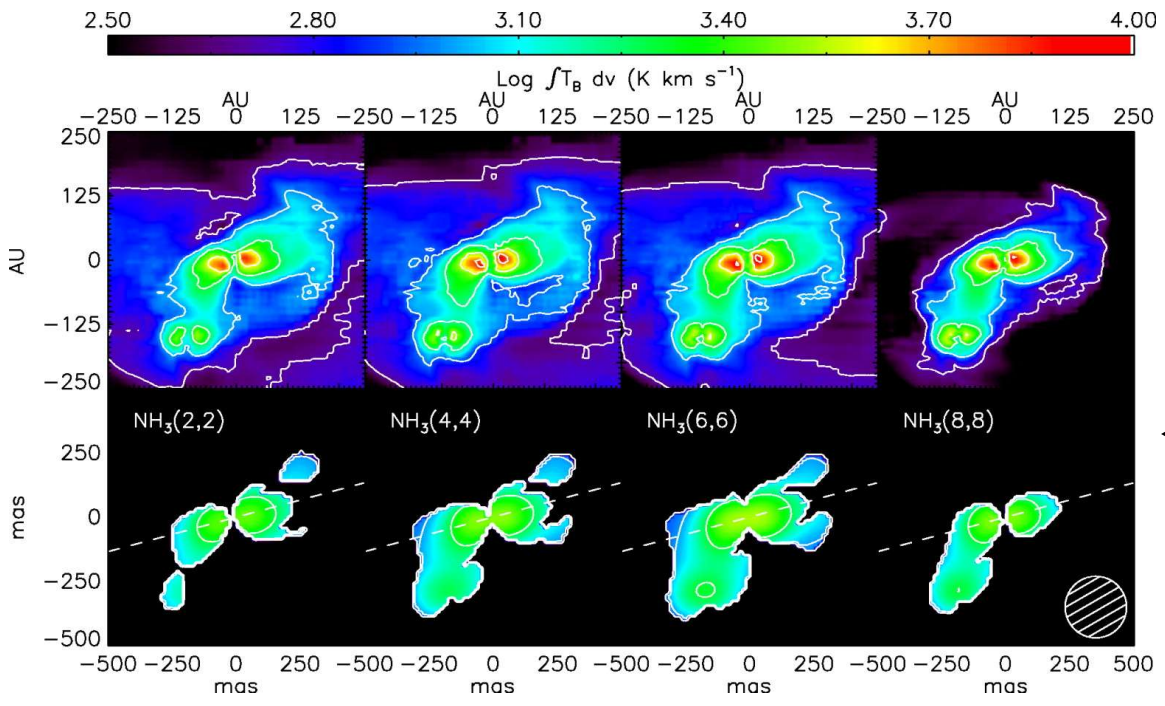 2.50 2.80 3.10 3.40 3.70 4.00
Log ∫T_B dv (K km s⁻¹)
AU AU AU AU
−250 −125 0 125 −250 −125 0 125 −250 −125 0 125 −250 −125 0 125 250
250
125
AU 0
−125
−250
NH₃(2,2) NH₃(4,4) NH₃(6,6) NH₃(8,8)
250
mas 0
−250
−500
−500 −250 0 250 −500 −250 0 250 −500 −250 0 250 −500 −250 0 250 500
mas mas mas mas